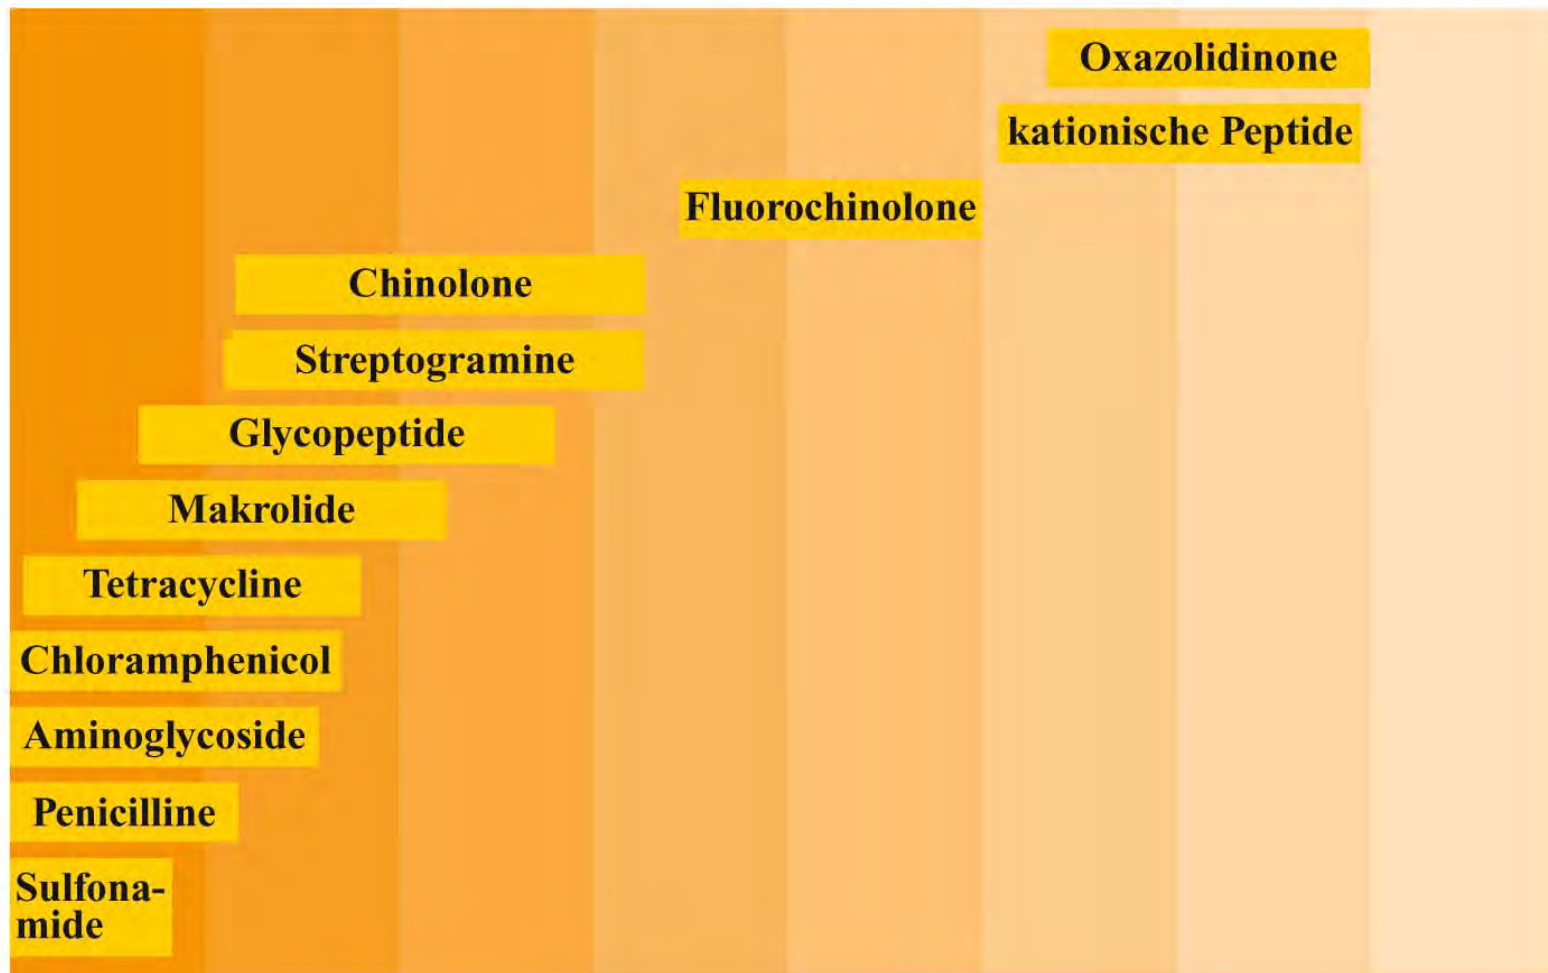 Oxazolidinone
kationische Peptide
Fluorochinolone
Chinolone
Streptogramine
Glycopeptide
Makrolide
Tetracycline
Chloramphenicol
Aminoglycoside
Penicilline
Sulfona-
mide